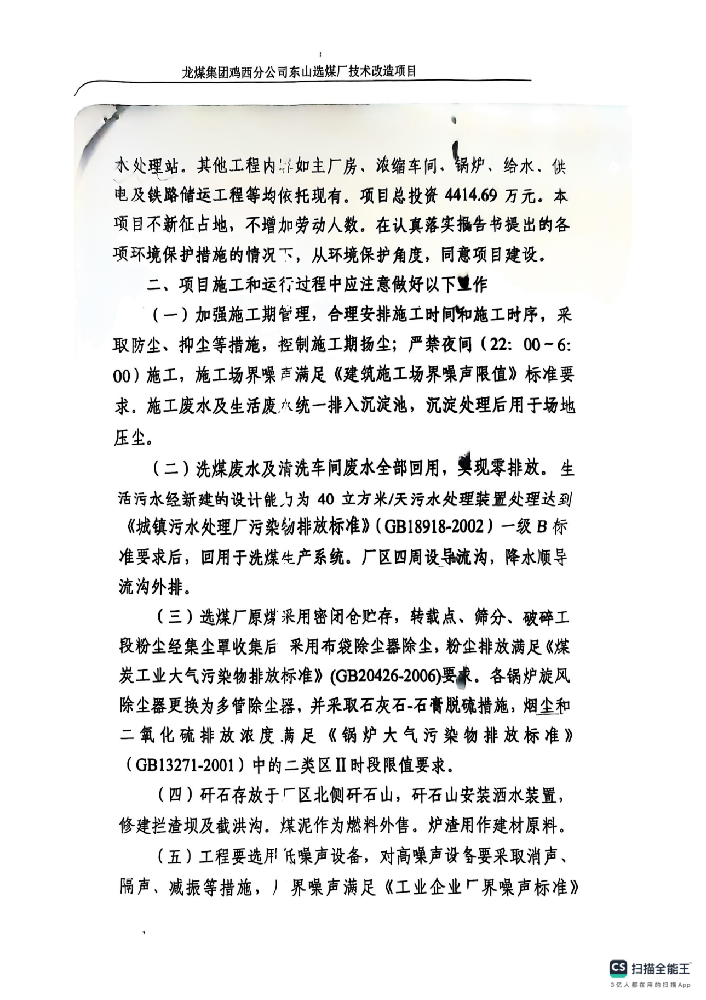 龙煤集团鸡西分公司东山选煤厂技术改造项目
水处理站。其他工程内容如主厂房、浓缩车间、锅炉、给水、供
电及铁路储运工程等均依托现有。项目总投资 4414.69 万元。本
项目不新征占地，不增加劳动人数。在认真落实报告书提出的各
项环境保护措施的情况下，从环境保护角度，同意项目建设。
二、项目施工和运行过程中应注意做好以下工作
（一）加强施工期管理，合理安排施工时间和施工时序，采
取防尘、抑尘等措施，控制施工期扬尘；严禁夜间（22：00～6：
00）施工，施工场界噪声满足《建筑施工场界噪声限值》标准要
求。施工废水及生活废水统一排入沉淀池，沉淀处理后用于场地
压尘。
（二）洗煤废水及清洗车间废水全部回用，实现零排放。生
活污水经新建的设计能力为 40 立方米/天污水处理装置处理达到
《城镇污水处理厂污染物排放标准》（GB18918-2002）一级 B 标
准要求后，回用于洗煤生产系统。厂区四周设导流沟，降水顺导
流沟外排。
（三）选煤厂原煤采用密闭仓贮存，转载点、筛分、破碎工
段粉尘经集尘罩收集后 采用布袋除尘器除尘，粉尘排放满足《煤
炭工业大气污染物排放标准》(GB20426-2006)要求。各锅炉旋风
除尘器更换为多管除尘器，并采取石灰石-石膏脱硫措施，烟尘和
二氧化硫排放浓度满足《锅炉大气污染物排放标准》
（GB13271-2001）中的二类区Ⅱ时段限值要求。
（四）矸石存放于厂区北侧矸石山，矸石山安装洒水装置，
修建拦渣坝及截洪沟。煤泥作为燃料外售。炉渣用作建材原料。
（五）工程要选用低噪声设备，对高噪声设备要采取消声、
隔声、减振等措施，厂界噪声满足《工业企业厂界噪声标准》
CS 扫描全能王
3亿人都在用的扫描App